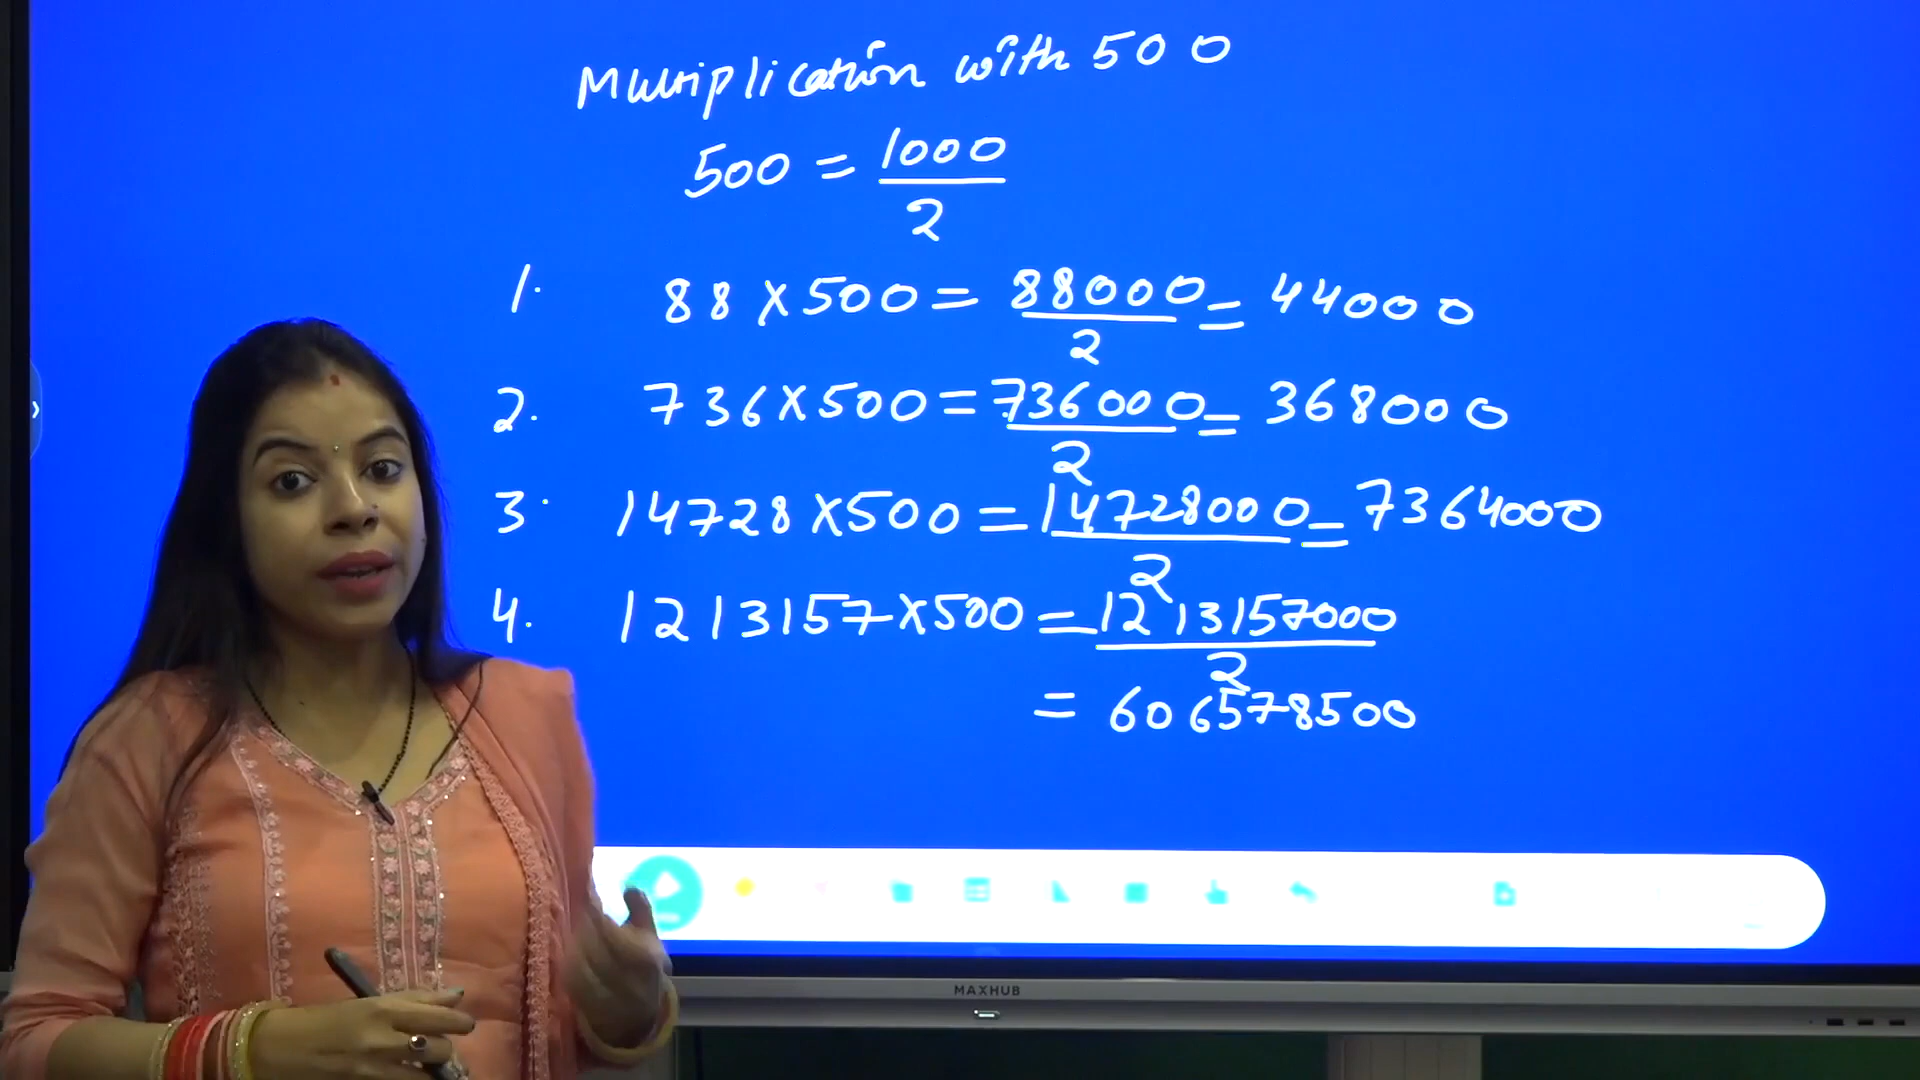 Multiplication with 500
500 = 1000/2
1. 88 X 500 = 88000/2 = 44000
2. 736 X 500 = 736000/2 = 368000
3. 14728 X 500 = 14728000/2 = 7364000
4. 1213157 X 500 = 1213157000/2
= 606578500
MAXHUB